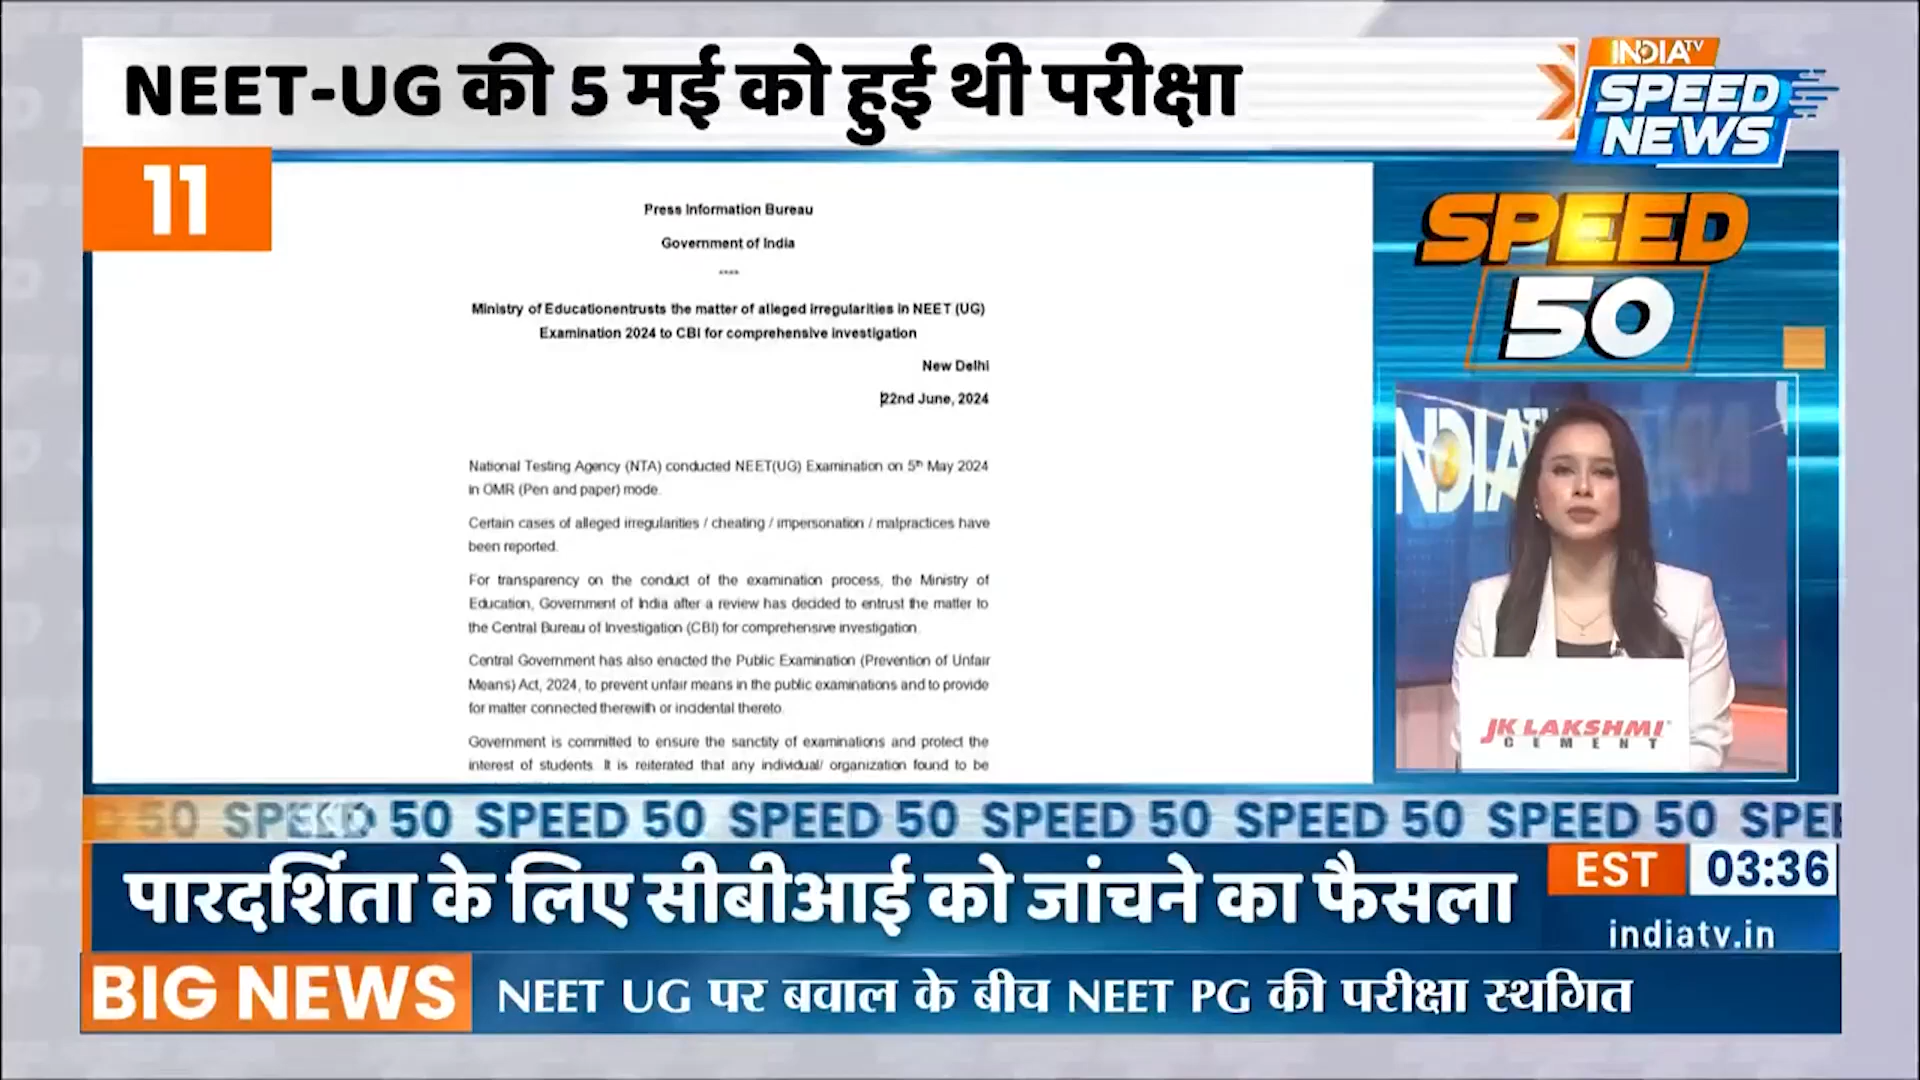 NEET-UG की 5 मई को हुई थी परीक्षा
INDIA TV
SPEED
NEWS
11
SPEED
50
Press Information Bureau
Government of India
****
Ministry of Educationentrusts the matter of alleged irregularities in NEET (UG)
Examination 2024 to CBI for comprehensive investigation
New Delhi
22nd June, 2024
National Testing Agency (NTA) conducted NEET(UG) Examination on 5th May 2024
in OMR (Pen and paper) mode.
Certain cases of alleged irregularities / cheating / impersonation / malpractices have
been reported.
For transparency on the conduct of the examination process, the Ministry of
Education, Government of India after a review has decided to entrust the matter to
the Central Bureau of Investigation (CBI) for comprehensive investigation.
Central Government has also enacted the Public Examination (Prevention of Unfair
Means) Act, 2024, to prevent unfair means in the public examinations and to provide
for matter connected therewith or incidental thereto.
Government is committed to ensure the sanctity of examinations and protect the
interest of students. It is reiterated that any individual/ organization found to be
INDIA TV
JK LAKSHMI
CEMENT
50 SPEED 50 SPEED 50 SPEED 50 SPEED 50 SPEED 50 SPEED 50 SPE
पारदर्शिता के लिए सीबीआई को जांचने का फैसला
EST 03:36
indiatv.in
BIG NEWS
NEET UG पर बवाल के बीच NEET PG की परीक्षा स्थगित